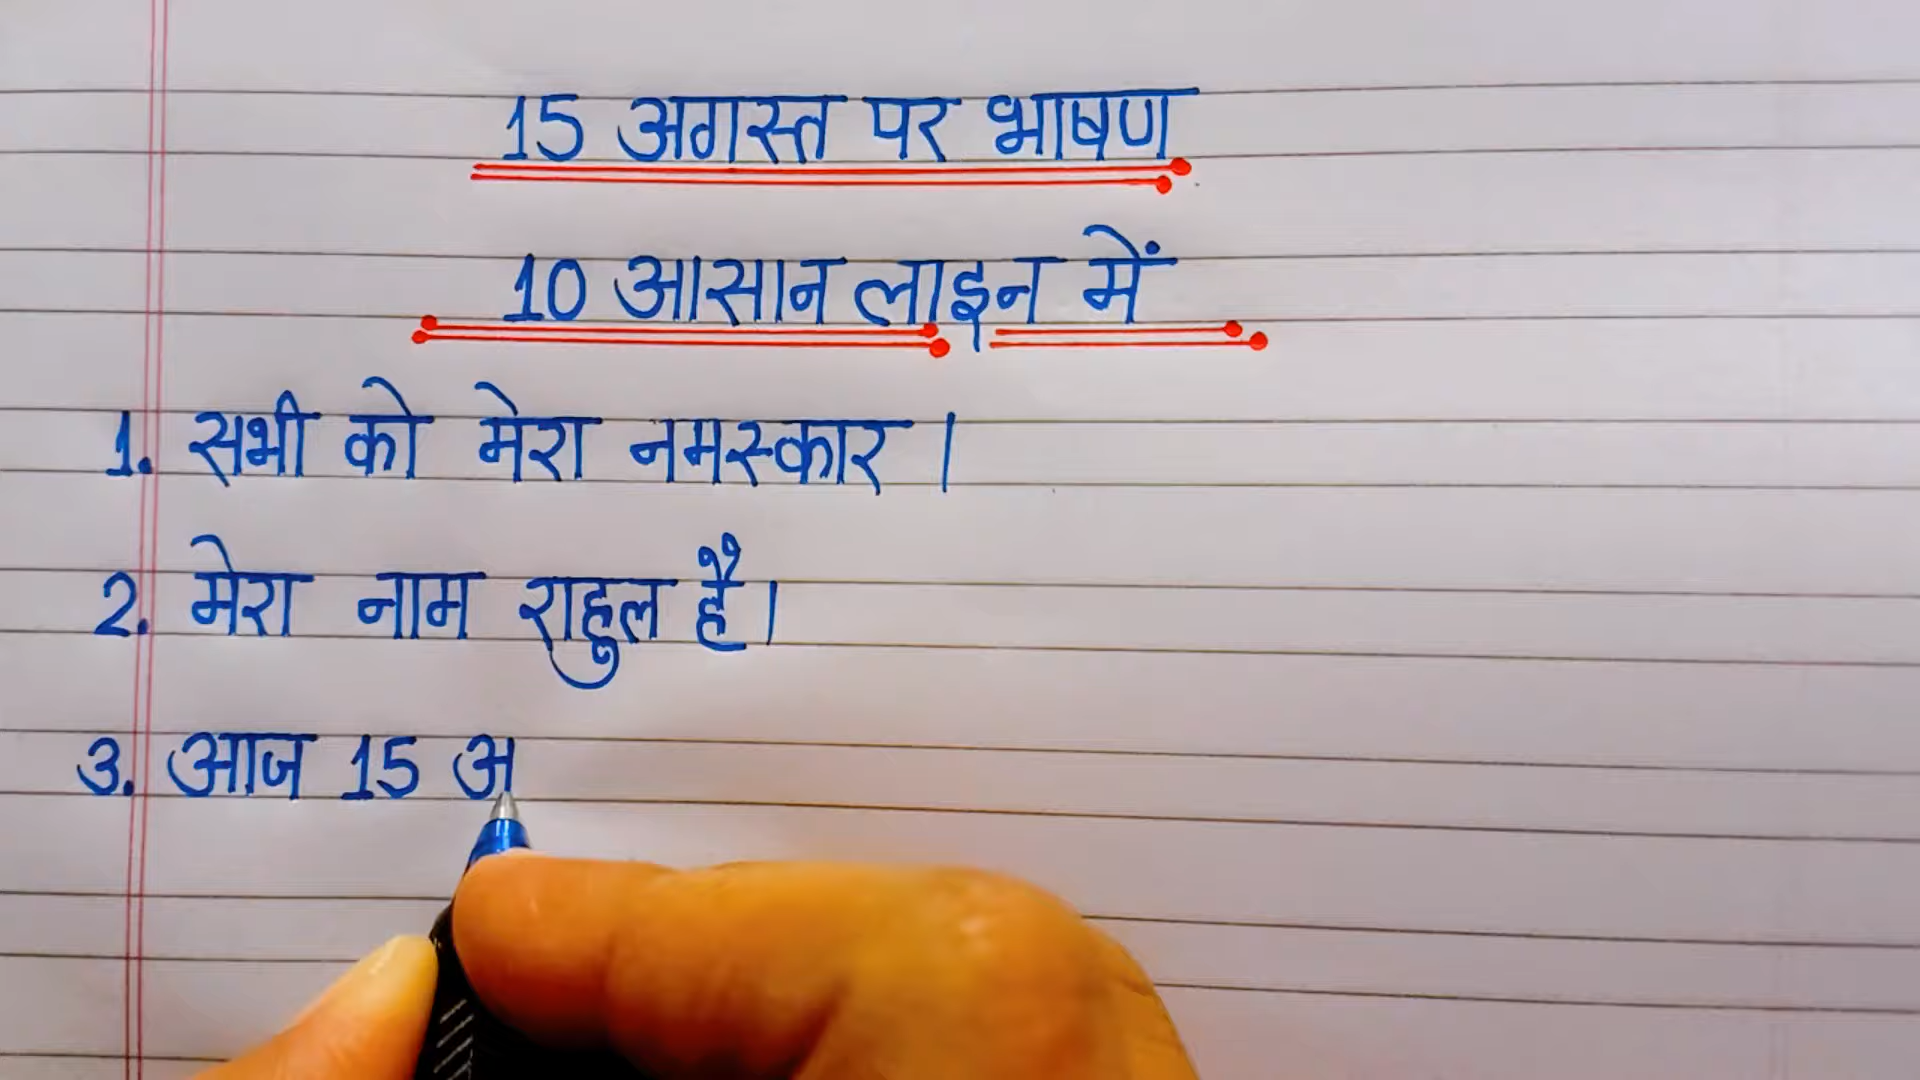 15 अगस्त पर भाषण
10 आसान लाइन में
1. सभी को मेरा नमस्कार ।
2. मेरा नाम राहुल है।
3. आज 15 अ